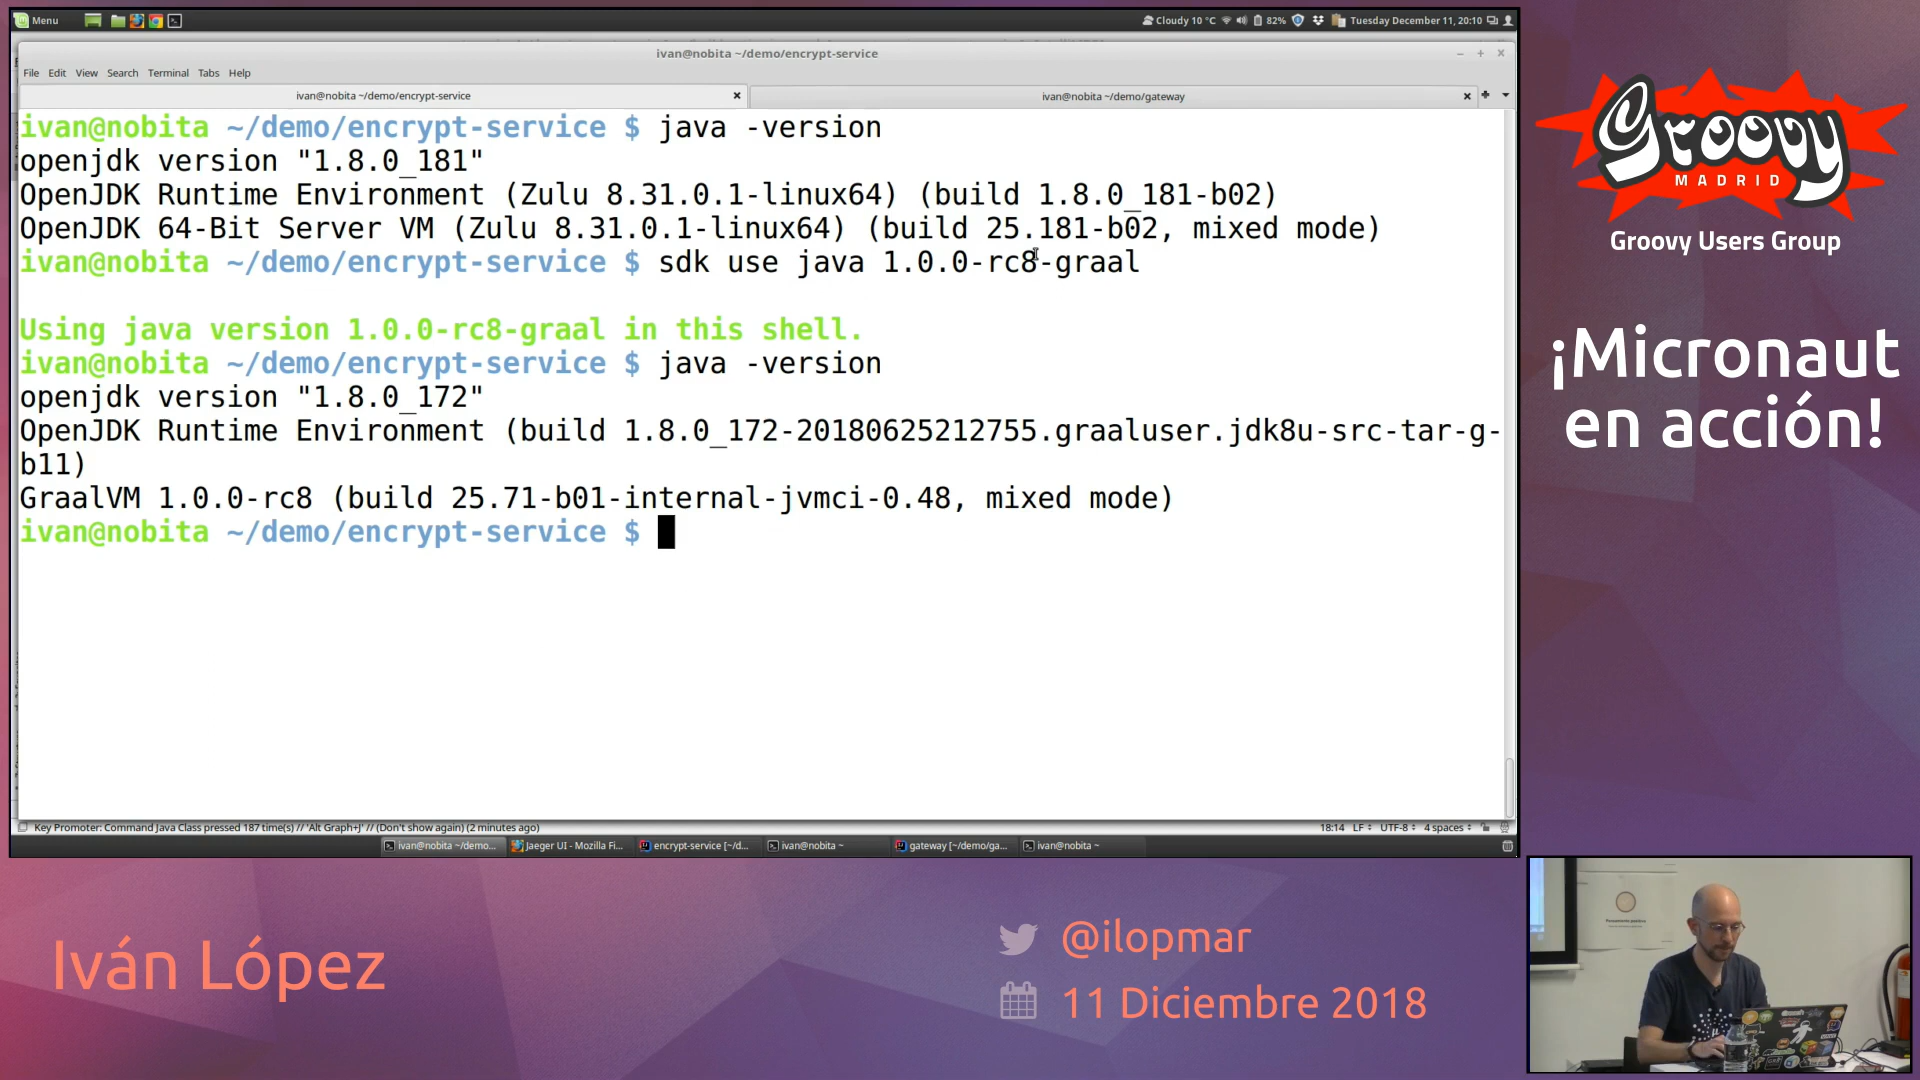 Menu
Cloudy 10 °C
82%
Tuesday December 11, 20:10
ivan@nobita ~/demo/encrypt-service
File Edit View Search Terminal Tabs Help
ivan@nobita ~/demo/encrypt-service
ivan@nobita ~/demo/gateway
ivan@nobita ~/demo/encrypt-service $ java -version
openjdk version "1.8.0_181"
OpenJDK Runtime Environment (Zulu 8.31.0.1-linux64) (build 1.8.0_181-b02)
OpenJDK 64-Bit Server VM (Zulu 8.31.0.1-linux64) (build 25.181-b02, mixed mode)
ivan@nobita ~/demo/encrypt-service $ sdk use java 1.0.0-rc8-graal
Using java version 1.0.0-rc8-graal in this shell.
ivan@nobita ~/demo/encrypt-service $ java -version
openjdk version "1.8.0_172"
OpenJDK Runtime Environment (build 1.8.0_172-20180625212755.graaluser.jdk8u-src-tar-g-
b11)
GraalVM 1.0.0-rc8 (build 25.71-b01-internal-jvmci-0.48, mixed mode)
ivan@nobita ~/demo/encrypt-service $
Key Promoter: Command Java Class pressed 187 time(s) // 'Alt Graph+J' // (Don't show again) (2 minutes ago)
18:14 LF÷ UTF-8÷ 4 spaces÷
ivan@nobita ~/demo...
Jaeger UI - Mozilla Fi...
encrypt-service [~/d...
ivan@nobita ~
gateway [~/demo/ga...
ivan@nobita ~
Groovy
MADRID
Groovy Users Group
¡Micronaut
en acción!
Iván López
@ilopmar
11 Diciembre 2018